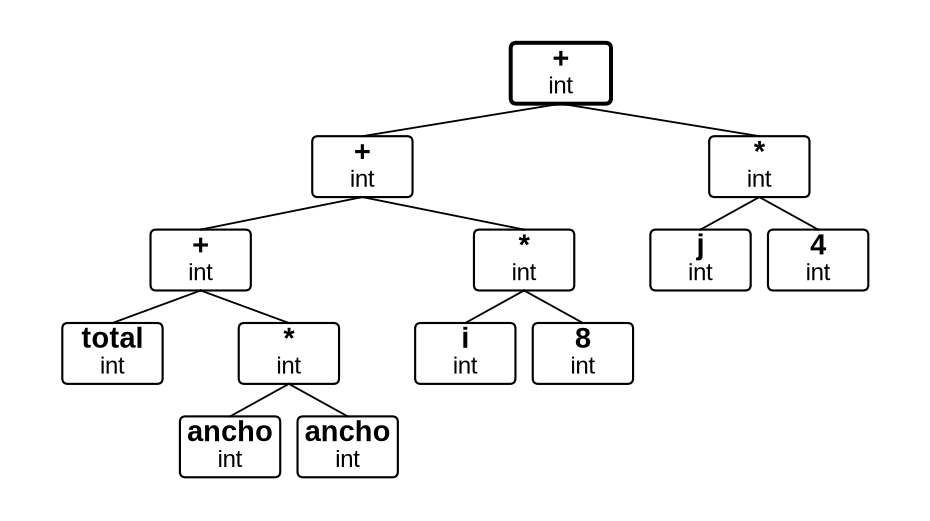 +
int
+
int
*
int
+
int
*
int
j
int
4
int
total
int
*
int
i
int
8
int
ancho
int
ancho
int